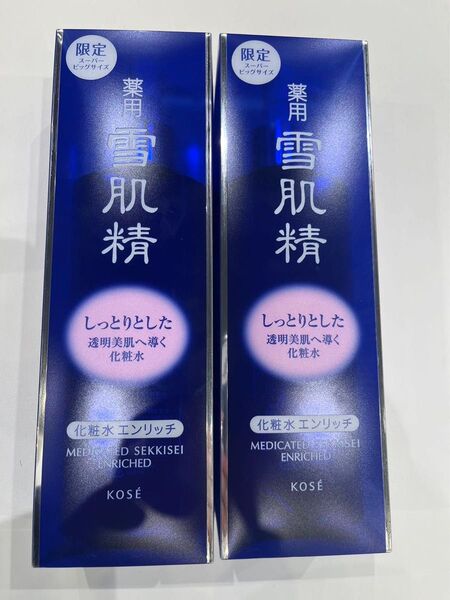 限定
スーパー
ビッグサイズ
薬用
雪肌精
しっとりとした
透明美肌へ導く
化粧水
化粧水 エンリッチ
MEDICATED SEKKISEI
ENRICHED
KOSÉ
限定
スーパー
ビッグサイズ
薬用
雪肌精
しっとりとした
透明美肌へ導く
化粧水
化粧水 エンリッチ
MEDICATED SEKKISEI
ENRICHED
KOSÉ